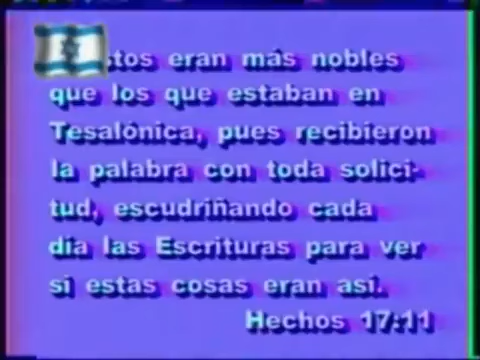 stos eran más nobles
que los que estaban en
Tesalónica, pues recibieron
la palabra con toda solici-
tud, escudriñando cada
día las Escrituras para ver
si estas cosas eran así.
Hechos 17:11